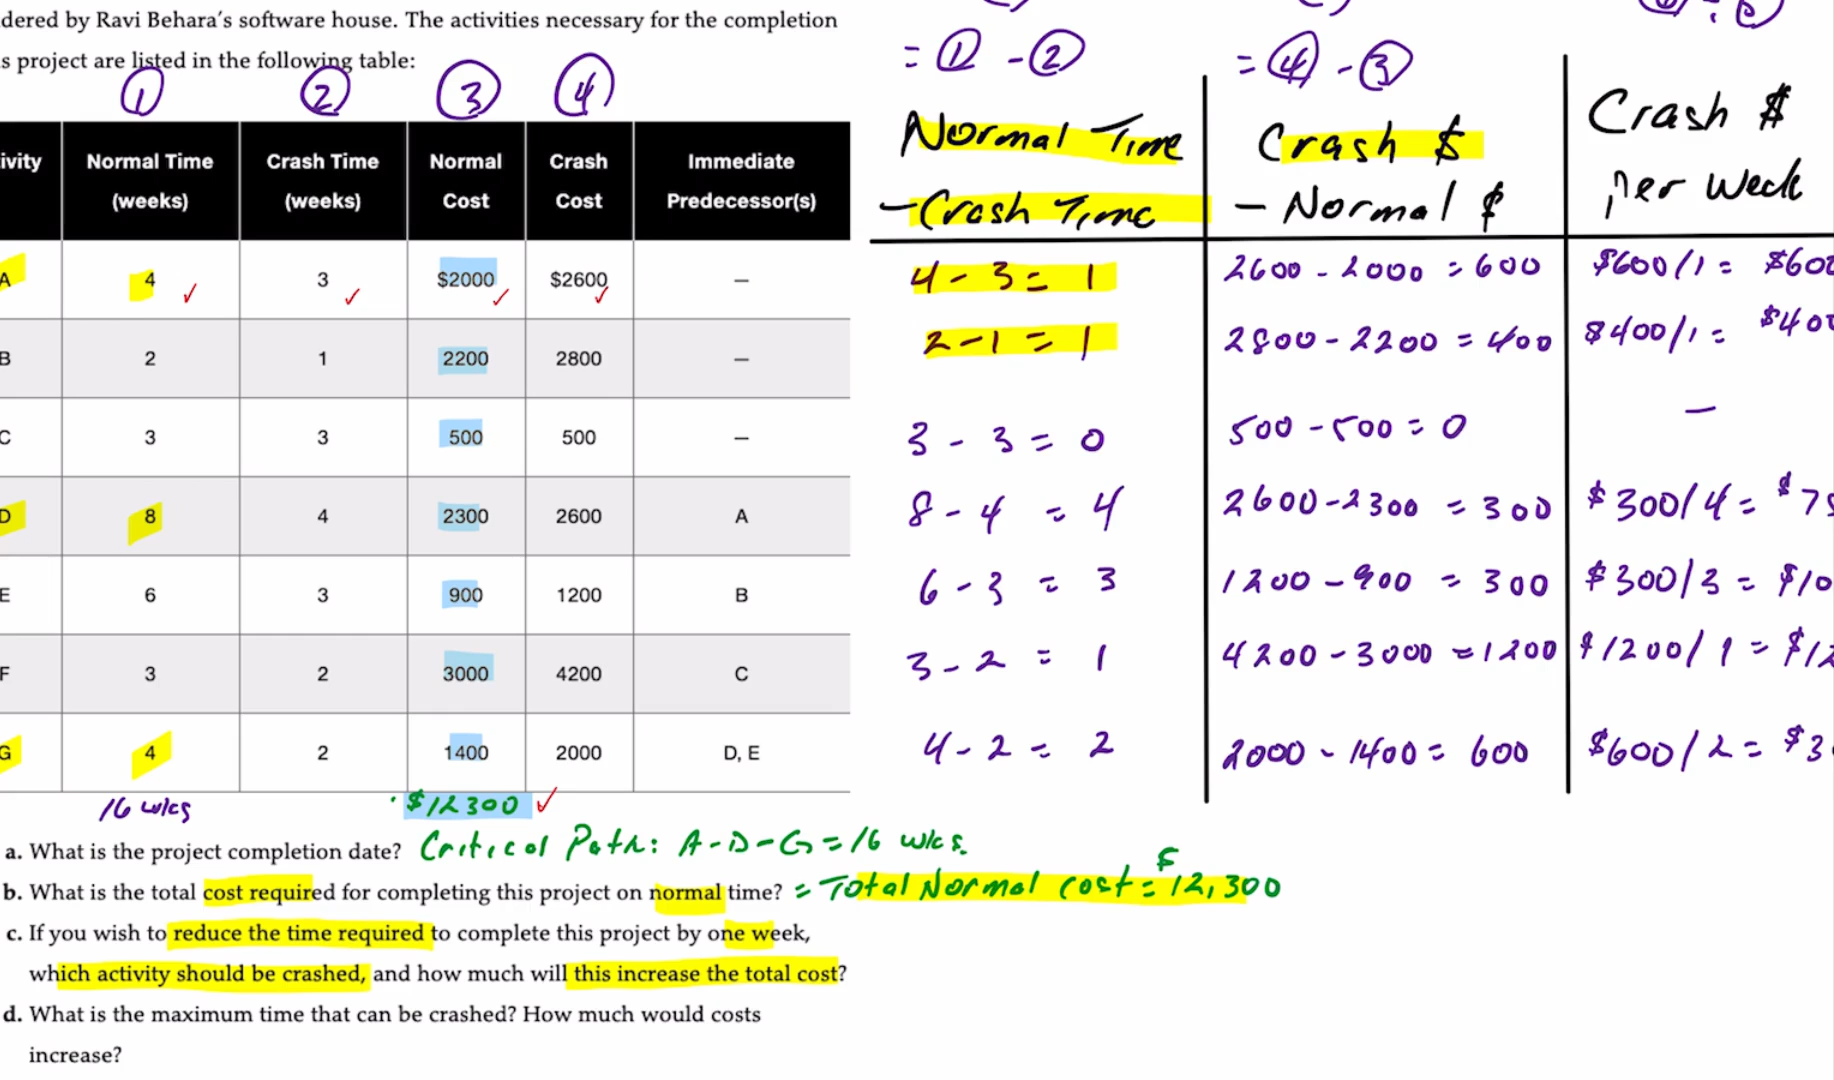 dered by Ravi Behara's software house. The activities necessary for the completion
s project are listed in the following table:
① ② ③ ④
= ① - ②
= ④ - ③
ivity Normal Time (weeks) Crash Time (weeks) Normal Cost Crash Cost Immediate Predecessor(s)
Normal Time - Crash Time
Crash $ - Normal $
Crash $ per Week
A 4 ✓ 3 ✓ $2000 ✓ $2600 ✓ — 4 - 3 = 1 2600 - 2000 = 600 $600/1 = $600
B 2 1 2200 2800 — 2 - 1 = 1 2800 - 2200 = 400 $400/1 = $400
C 3 3 500 500 — 3 - 3 = 0 500 - 500 = 0 —
D 8 4 2300 2600 A 8 - 4 = 4 2600 - 2300 = 300 $300/4 = $75
E 6 3 900 1200 B 6 - 3 = 3 1200 - 900 = 300 $300/3 = $10
F 3 2 3000 4200 C 3 - 2 = 1 4200 - 3000 = 1200 $1200/1 = $12
G 4 2 1400 2000 D, E 4 - 2 = 2 2000 - 1400 = 600 $600/2 = $3
16 wks $12300 ✓
a. What is the project completion date? Critical Path: A-D-G = 16 wks.
b. What is the total cost required for completing this project on normal time? = Total Normal Cost = $12,300
c. If you wish to reduce the time required to complete this project by one week,
which activity should be crashed, and how much will this increase the total cost?
d. What is the maximum time that can be crashed? How much would costs
increase?